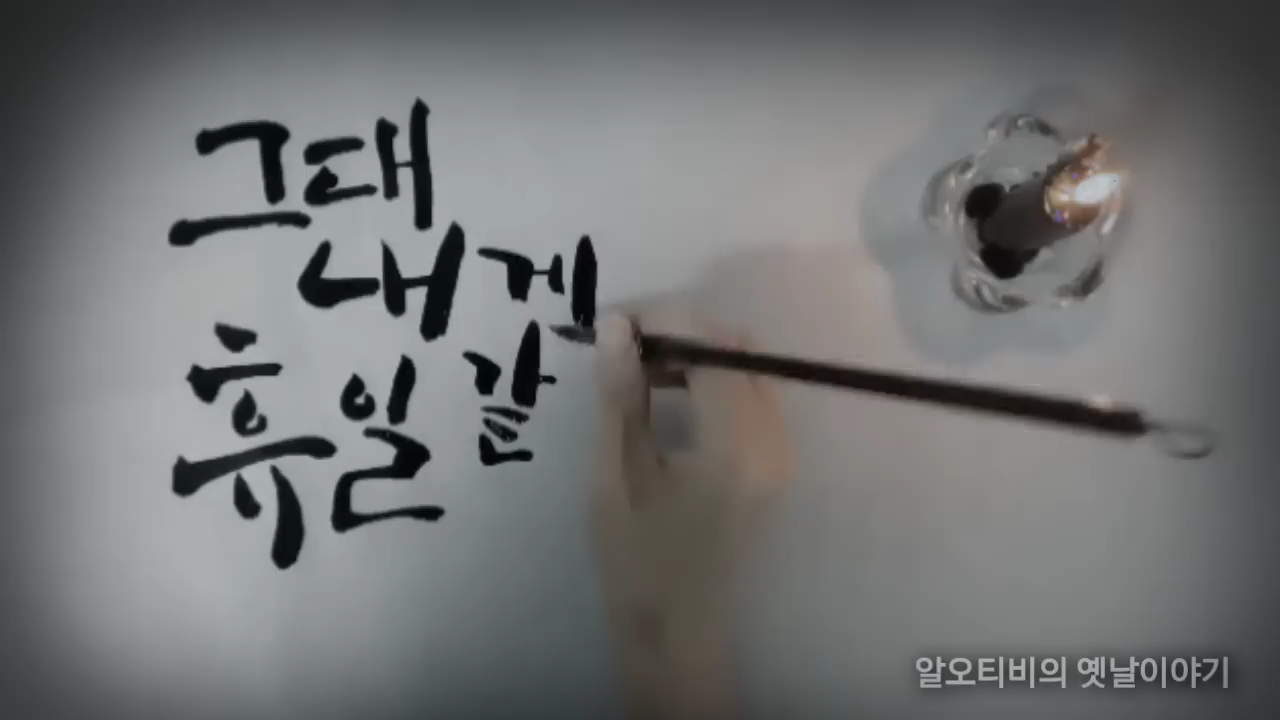 그대
내게
휴일 같
알오티비의 옛날이야기